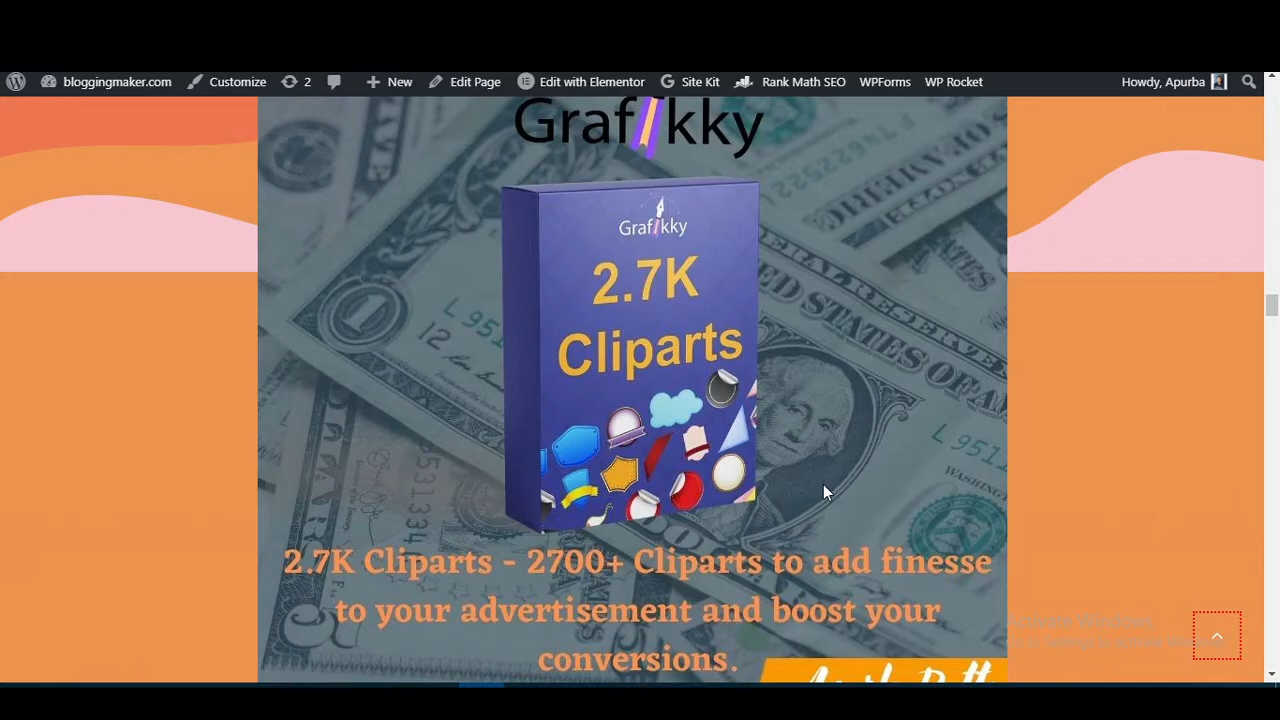 bloggingmaker.com Customize 2 New Edit Page Edit with Elementor Site Kit Rank Math SEO WPForms WP Rocket Howdy, Apurba
Grafikky
Grafikky
2.7K
Cliparts
2.7K Cliparts - 2700+ Cliparts to add finesse
to your advertisement and boost your
conversions.
Activate Windows